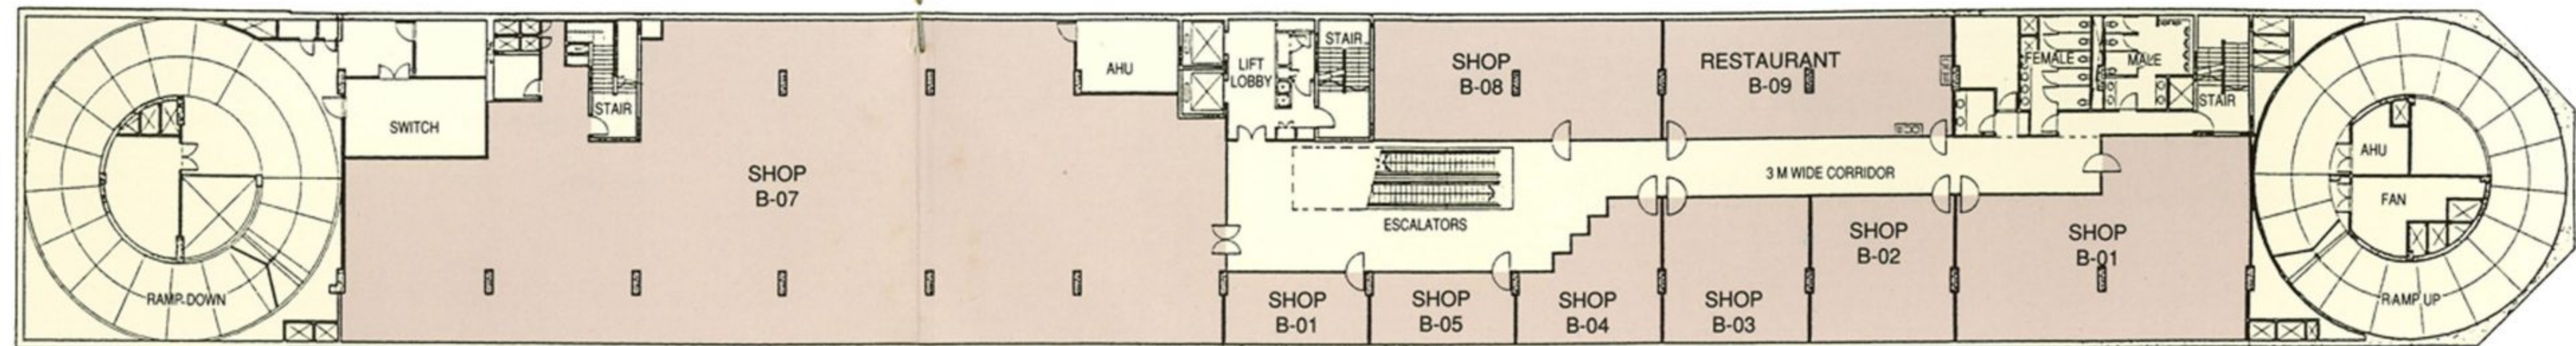 RAMP DOWN
SWITCH
STAIR
SHOP
B-07
AHU
LIFT
LOBBY
STAIR
SHOP
B-08
RESTAURANT
B-09
FEMALE
MALE
STAIR
3 M WIDE CORRIDOR
ESCALATORS
SHOP
B-01
SHOP
B-05
SHOP
B-04
SHOP
B-03
SHOP
B-02
SHOP
B-01
AHU
FAN
RAMP UP